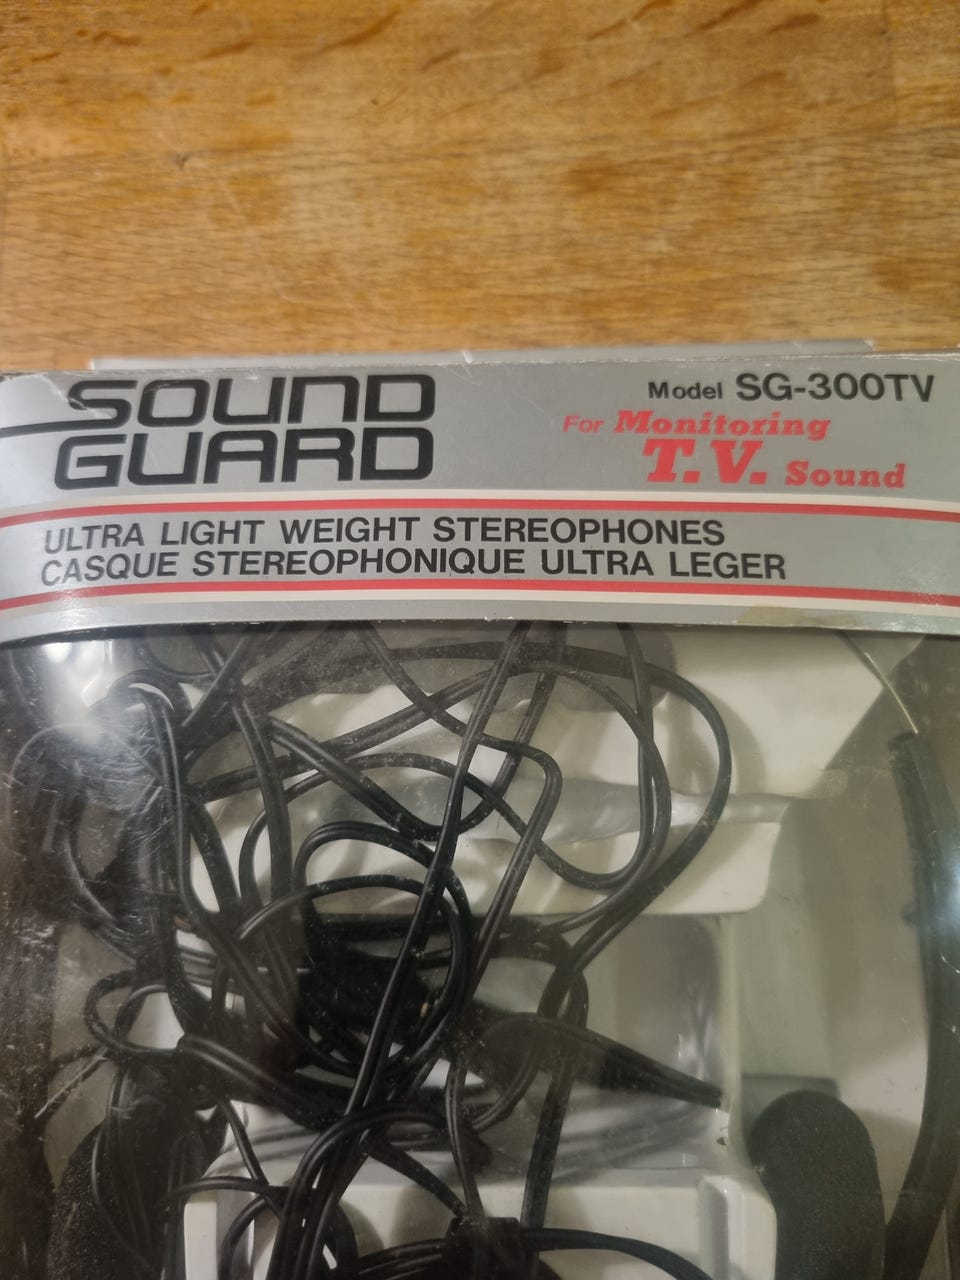 SOUND
GUARD
Model SG-300TV
For Monitoring
T.V. Sound
ULTRA LIGHT WEIGHT STEREOPHONES
CASQUE STEREOPHONIQUE ULTRA LEGER